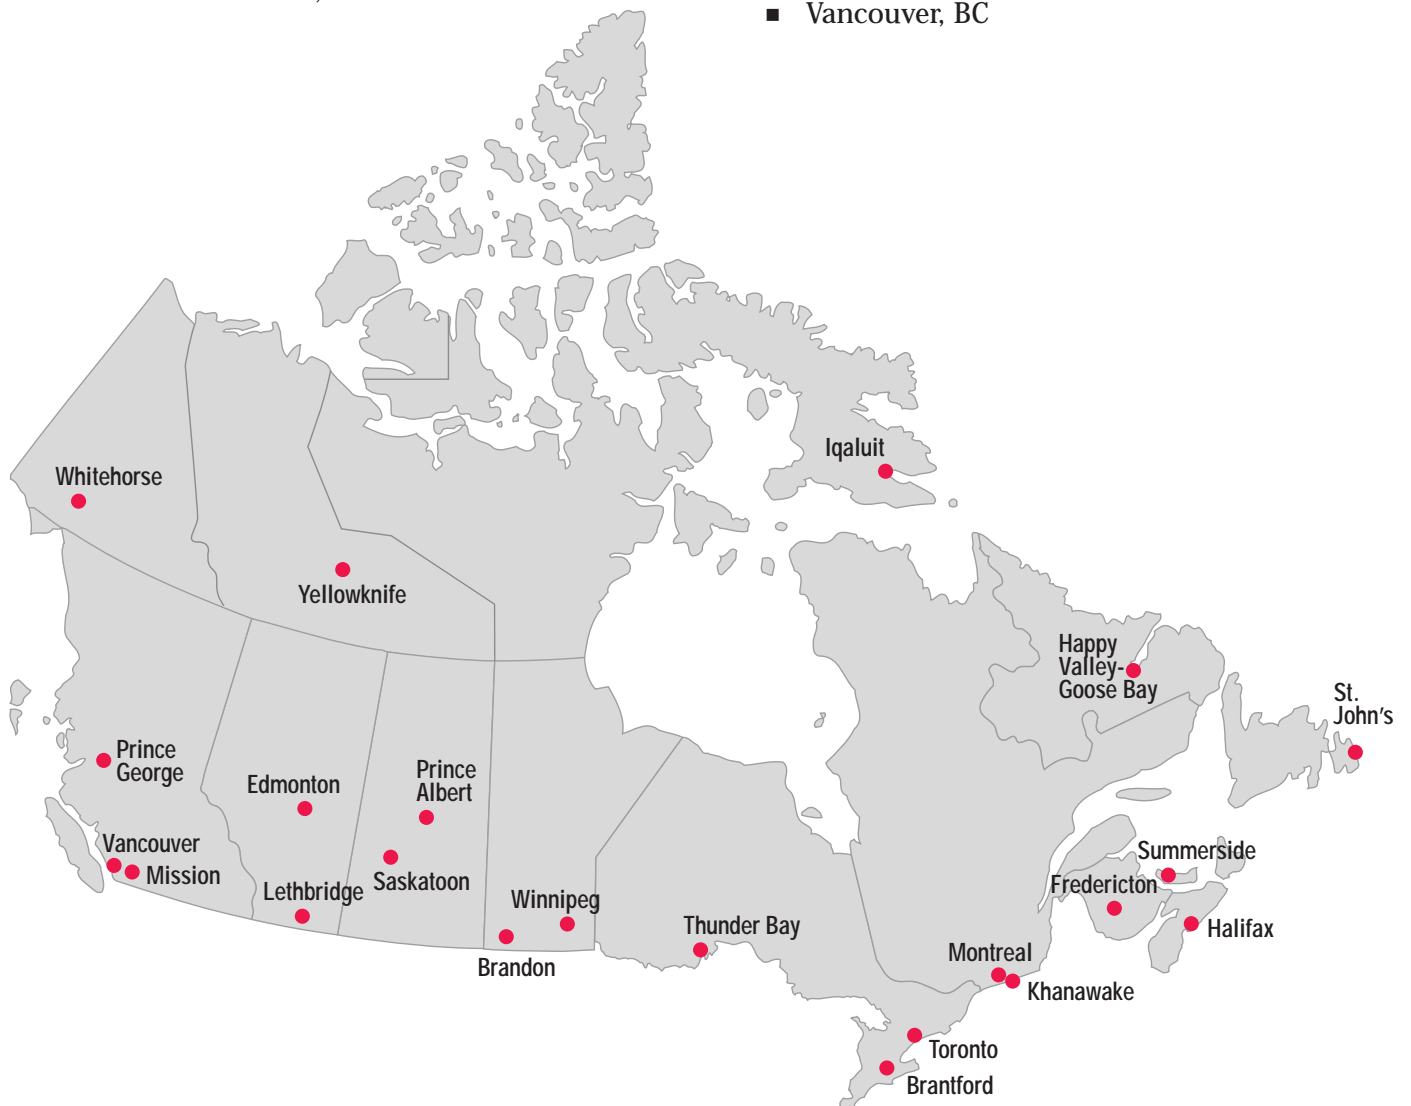 ■ Vancouver, BC
Iqaluit
Whitehorse
Yellowknife
Happy
Valley-
Goose Bay
St.
John's
Prince
George
Edmonton
Prince
Albert
Vancouver
Mission
Lethbridge
Saskatoon
Winnipeg
Brandon
Thunder Bay
Summerside
Fredericton
Halifax
Montreal
Khanawake
Toronto
Brantford